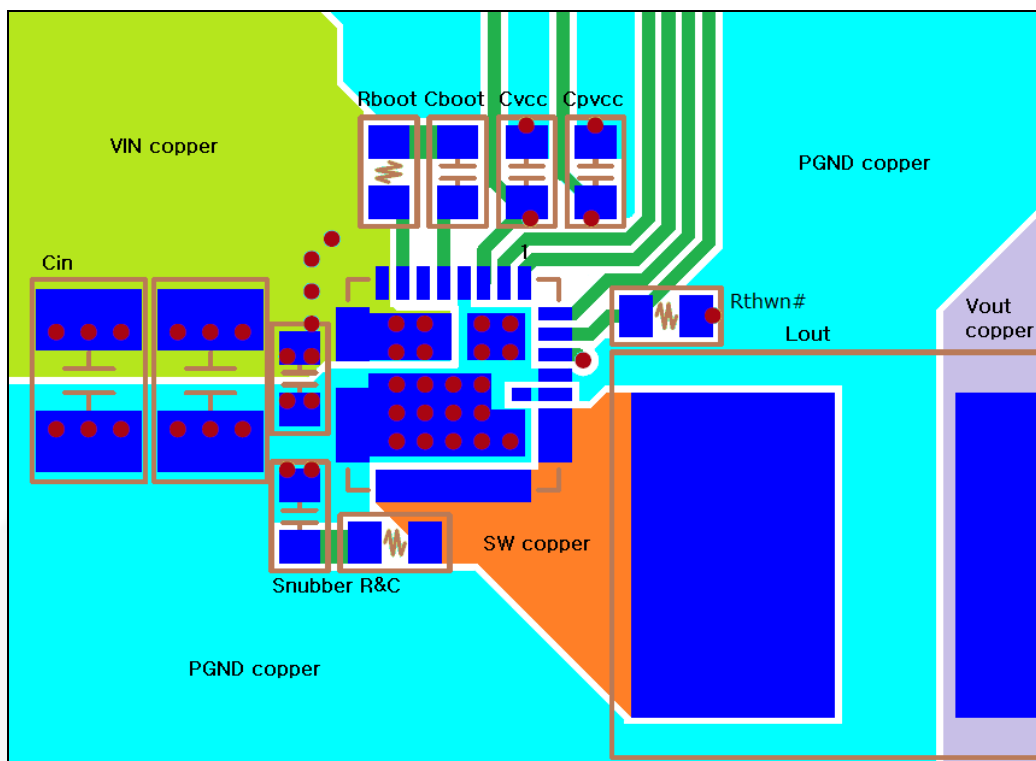 Rboot Cboot Cvcc Cpvcc
VIN copper
PGND copper
1
Cin
Rthwn#
Vout
copper
Lout
SW copper
Snubber R&C
PGND copper